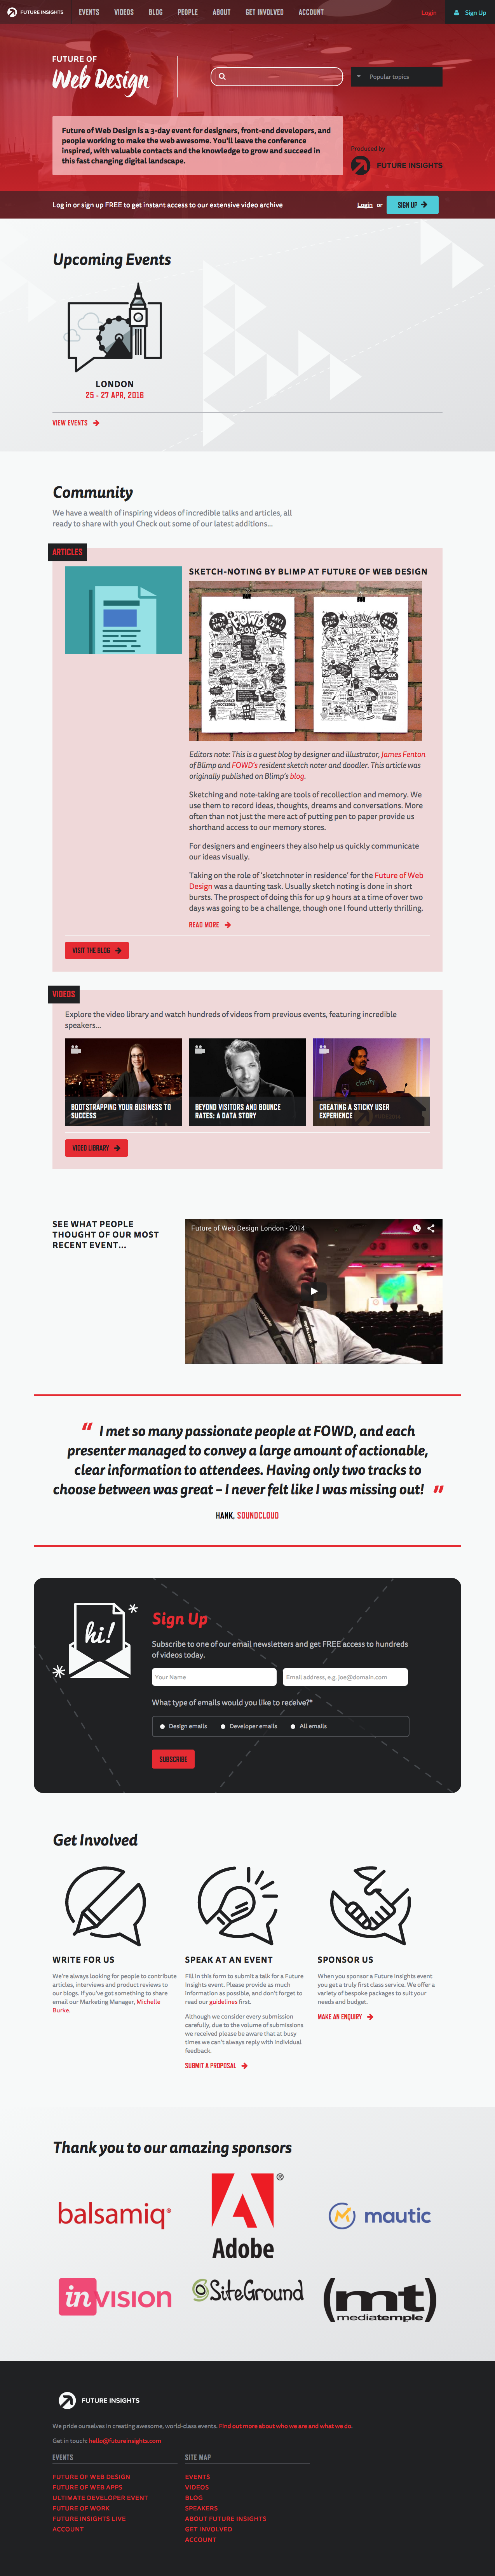 FUTURE INSIGHTS
EVENTS
VIDEOS
BLOG
PEOPLE
ABOUT
GET INVOLVED
ACCOUNT
Login
Sign Up
FUTURE OF
Web Design
Popular topics
Future of Web Design is a 3-day event for designers, front-end developers, and
people working to make the web awesome. You'll leave the conference
inspired, with valuable contacts and the knowledge to grow and succeed in
this fast changing digital landscape.
Produced by
FUTURE INSIGHTS
Log in or sign up FREE to get instant access to our extensive video archive
Login or
SIGN UP
Upcoming Events
LONDON
25 - 27 APR, 2016
VIEW EVENTS
Community
We have a wealth of inspiring videos of incredible talks and articles, all
ready to share with you! Check out some of our latest additions...
ARTICLES
SKETCH-NOTING BY BLIMP AT FUTURE OF WEB DESIGN
Editors note: This is a guest blog by designer and illustrator, James Fenton
of Blimp and FOWD's resident sketch noter and doodler. This article was
originally published on Blimp's blog.
Sketching and note-taking are tools of recollection and memory. We
use them to record ideas, thoughts, dreams and conversations. More
often than not just the mere act of putting pen to paper provide us
shorthand access to our memory stores.
For designers and engineers they also help us quickly communicate
our ideas visually.
Taking on the role of 'sketchnoter in residence' for the Future of Web
Design was a daunting task. Usually sketch noting is done in short
bursts. The prospect of doing this for up 9 hours at a time of over two
days was going to be a challenge, though one I found utterly thrilling.
READ MORE
VISIT THE BLOG
VIDEOS
Explore the video library and watch hundreds of videos from previous events, featuring incredible
speakers...
BOOTSTRAPPING YOUR BUSINESS TO
SUCCESS
BEYOND VISITORS AND BOUNCE
RATES: A DATA STORY
clarity
CREATING A STICKY USER
EXPERIENCE
VIDEO LIBRARY
SEE WHAT PEOPLE
THOUGHT OF OUR MOST
RECENT EVENT...
Future of Web Design London - 2014
“ I met so many passionate people at FOWD, and each
presenter managed to convey a large amount of actionable,
clear information to attendees. Having only two tracks to
choose between was great – I never felt like I was missing out! ”
HANK, SOUNDCLOUD
hi!
Sign Up
Subscribe to one of our email newsletters and get FREE access to hundreds
of videos today.
Your Name
Email address, e.g. joe@domain.com
What type of emails would you like to receive?*
Design emails
Developer emails
All emails
SUBSCRIBE
Get Involved
WRITE FOR US
We're always looking for people to contribute
articles, interviews and product reviews to
our blogs. If you've got something to share
email our Marketing Manager, Michelle
Burke.
SPEAK AT AN EVENT
Fill in this form to submit a talk for a Future
Insights event. Please provide as much
information as possible, and don't forget to
read our guidelines first.
Although we consider every submission
carefully, due to the volume of submissions
we received please be aware that at busy
times we can't always reply with individual
feedback.
SUBMIT A PROPOSAL
SPONSOR US
When you sponsor a Future Insights event
you get a truly first class service. We offer a
variety of bespoke packages to suit your
needs and budget.
MAKE AN ENQUIRY
Thank you to our amazing sponsors
balsamiq®
Adobe®
mautic
invision
SiteGround
(mt)
mediatemple
FUTURE INSIGHTS
We pride ourselves in creating awesome, world-class events. Find out more about who we are and what we do.
Get in touch: hello@futureinsights.com
EVENTS
FUTURE OF WEB DESIGN
FUTURE OF WEB APPS
ULTIMATE DEVELOPER EVENT
FUTURE OF WORK
FUTURE INSIGHTS LIVE
ACCOUNT
SITE MAP
EVENTS
VIDEOS
BLOG
SPEAKERS
ABOUT FUTURE INSIGHTS
GET INVOLVED
ACCOUNT